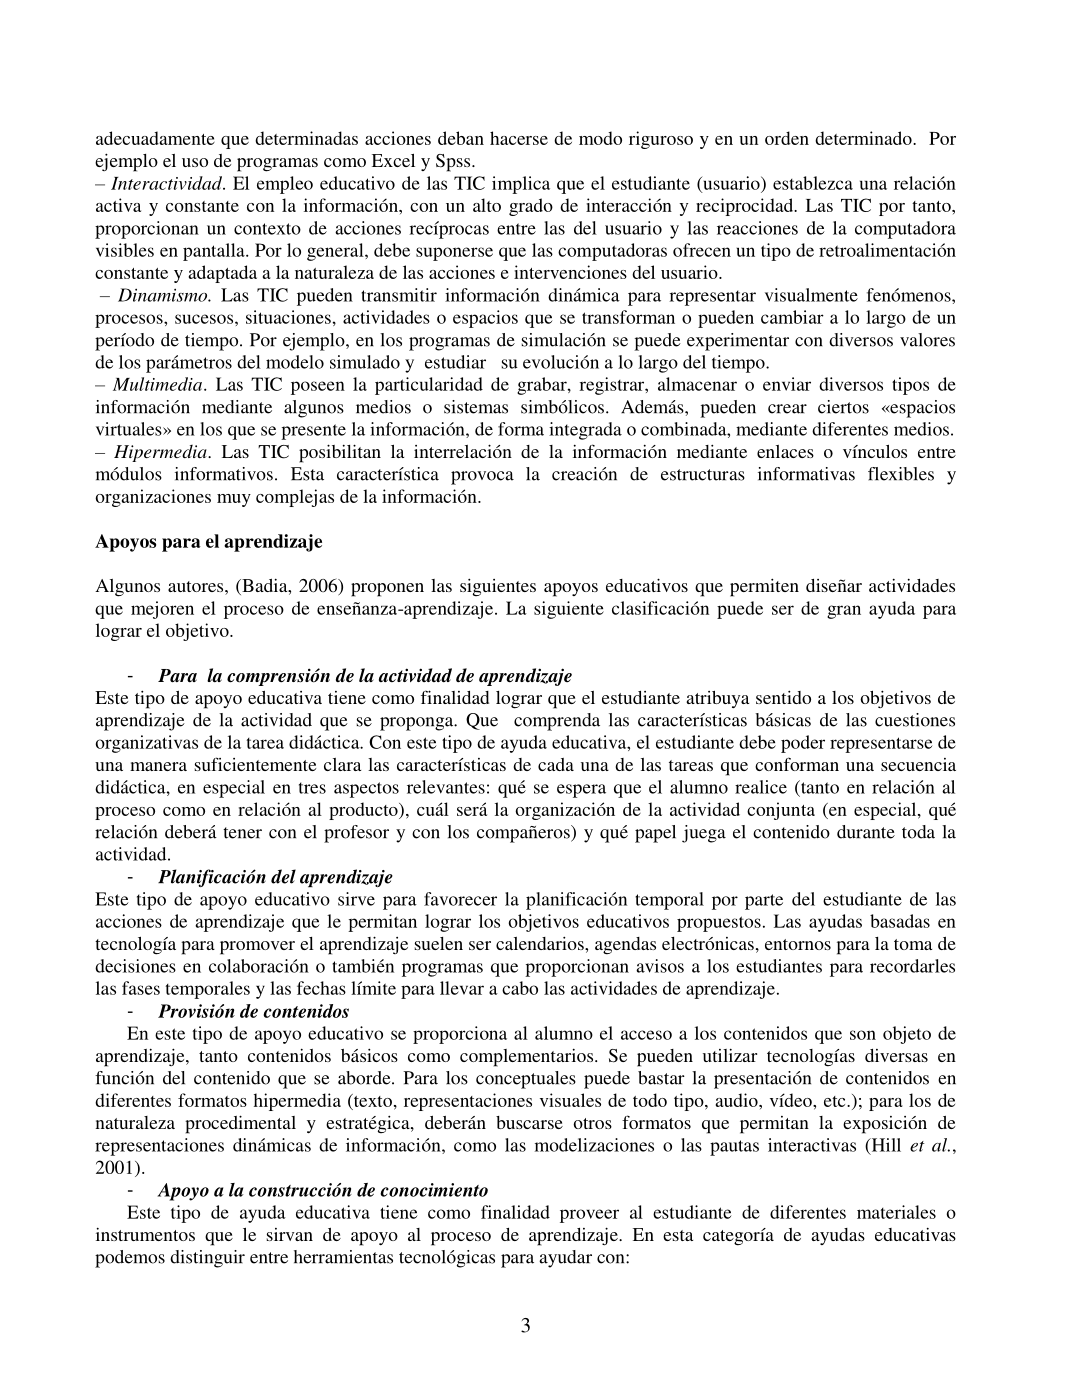 adecuadamente que determinadas acciones deban hacerse de modo riguroso y en un orden determinado.  Por
ejemplo el uso de programas como Excel y Spss.
– Interactividad. El empleo educativo de las TIC implica que el estudiante (usuario) establezca una relación
activa y constante con la información, con un alto grado de interacción y reciprocidad. Las TIC por tanto,
proporcionan un contexto de acciones recíprocas entre las del usuario y las reacciones de la computadora
visibles en pantalla. Por lo general, debe suponerse que las computadoras ofrecen un tipo de retroalimentación
constante y adaptada a la naturaleza de las acciones e intervenciones del usuario.
– Dinamismo. Las TIC pueden transmitir información dinámica para representar visualmente fenómenos,
procesos, sucesos, situaciones, actividades o espacios que se transforman o pueden cambiar a lo largo de un
período de tiempo. Por ejemplo, en los programas de simulación se puede experimentar con diversos valores
de los parámetros del modelo simulado y  estudiar   su evolución a lo largo del tiempo.
– Multimedia. Las TIC poseen la particularidad de grabar, registrar, almacenar o enviar diversos tipos de
información mediante algunos medios o sistemas simbólicos. Además, pueden crear ciertos «espacios
virtuales» en los que se presente la información, de forma integrada o combinada, mediante diferentes medios.
– Hipermedia. Las TIC posibilitan la interrelación de la información mediante enlaces o vínculos entre
módulos informativos. Esta característica provoca la creación de estructuras informativas flexibles y
organizaciones muy complejas de la información.
Apoyos para el aprendizaje
Algunos autores, (Badia, 2006) proponen las siguientes apoyos educativos que permiten diseñar actividades
que mejoren el proceso de enseñanza-aprendizaje. La siguiente clasificación puede ser de gran ayuda para
lograr el objetivo.
- Para  la comprensión de la actividad de aprendizaje
Este tipo de apoyo educativa tiene como finalidad lograr que el estudiante atribuya sentido a los objetivos de
aprendizaje de la actividad que se proponga. Que  comprenda las características básicas de las cuestiones
organizativas de la tarea didáctica. Con este tipo de ayuda educativa, el estudiante debe poder representarse de
una manera suficientemente clara las características de cada una de las tareas que conforman una secuencia
didáctica, en especial en tres aspectos relevantes: qué se espera que el alumno realice (tanto en relación al
proceso como en relación al producto), cuál será la organización de la actividad conjunta (en especial, qué
relación deberá tener con el profesor y con los compañeros) y qué papel juega el contenido durante toda la
actividad.
- Planificación del aprendizaje
Este tipo de apoyo educativo sirve para favorecer la planificación temporal por parte del estudiante de las
acciones de aprendizaje que le permitan lograr los objetivos educativos propuestos. Las ayudas basadas en
tecnología para promover el aprendizaje suelen ser calendarios, agendas electrónicas, entornos para la toma de
decisiones en colaboración o también programas que proporcionan avisos a los estudiantes para recordarles
las fases temporales y las fechas límite para llevar a cabo las actividades de aprendizaje.
- Provisión de contenidos
En este tipo de apoyo educativo se proporciona al alumno el acceso a los contenidos que son objeto de
aprendizaje, tanto contenidos básicos como complementarios. Se pueden utilizar tecnologías diversas en
función del contenido que se aborde. Para los conceptuales puede bastar la presentación de contenidos en
diferentes formatos hipermedia (texto, representaciones visuales de todo tipo, audio, vídeo, etc.); para los de
naturaleza procedimental y estratégica, deberán buscarse otros formatos que permitan la exposición de
representaciones dinámicas de información, como las modelizaciones o las pautas interactivas (Hill et al.,
2001).
- Apoyo a la construcción de conocimiento
Este tipo de ayuda educativa tiene como finalidad proveer al estudiante de diferentes materiales o
instrumentos que le sirvan de apoyo al proceso de aprendizaje. En esta categoría de ayudas educativas
podemos distinguir entre herramientas tecnológicas para ayudar con:
3